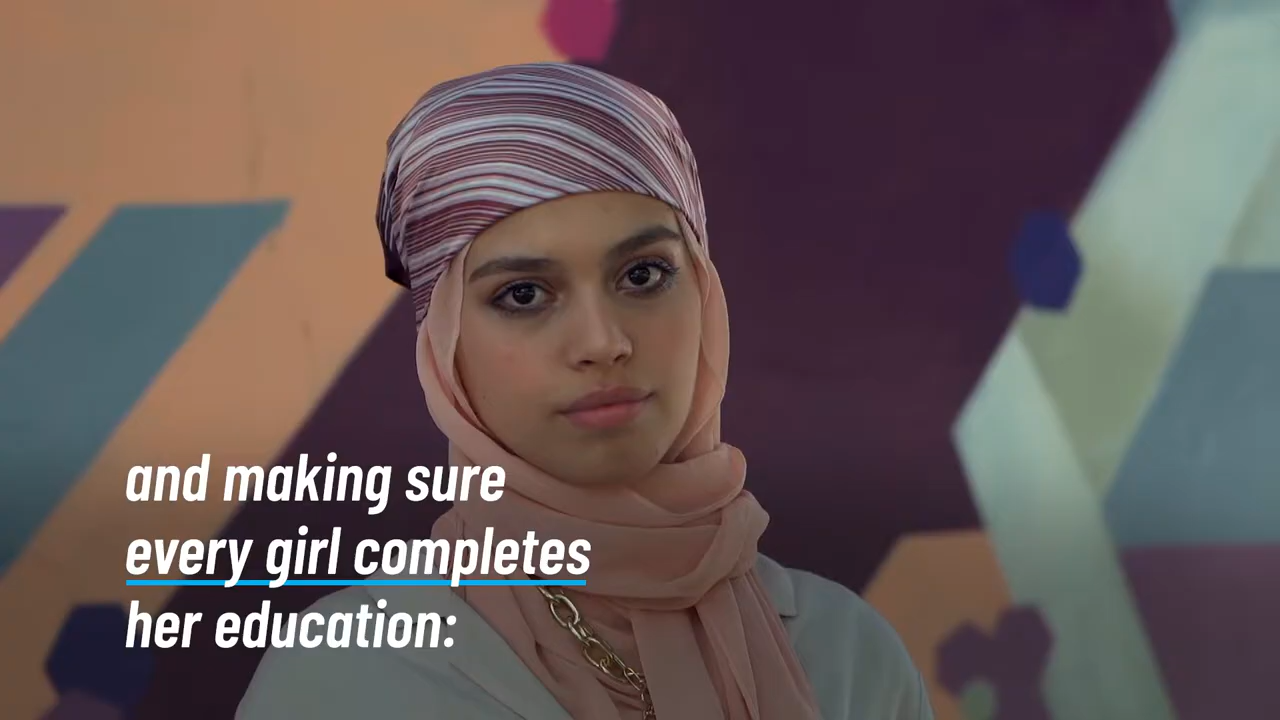 and making sure
every girl completes
her education: